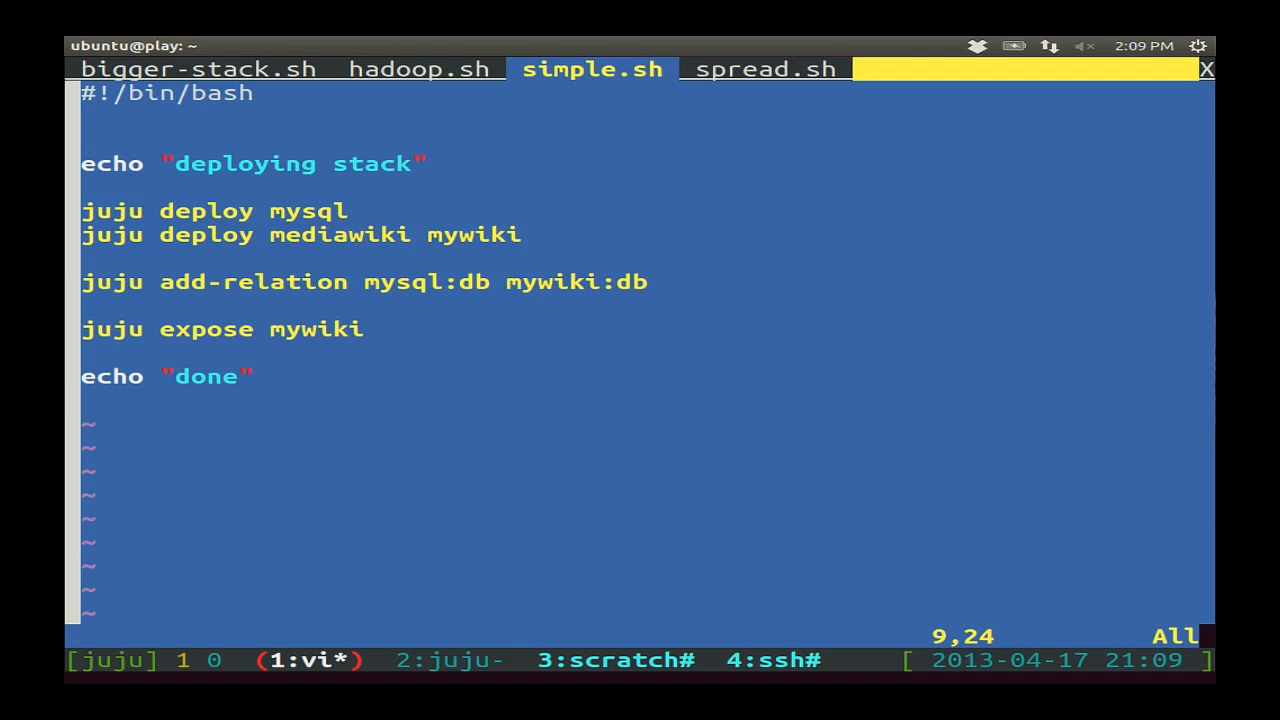 ubuntu@play: ~ 2:09 PM
bigger-stack.sh hadoop.sh simple.sh spread.sh X
#!/bin/bash
echo "deploying stack"
juju deploy mysql
juju deploy mediawiki mywiki
juju add-relation mysql:db mywiki:db
juju expose mywiki
echo "done"
~
~
~
~
~
~
~
~
~
9,24 All
[juju] 1 0 (1:vi*) 2:juju- 3:scratch# 4:ssh# [ 2013-04-17 21:09 ]